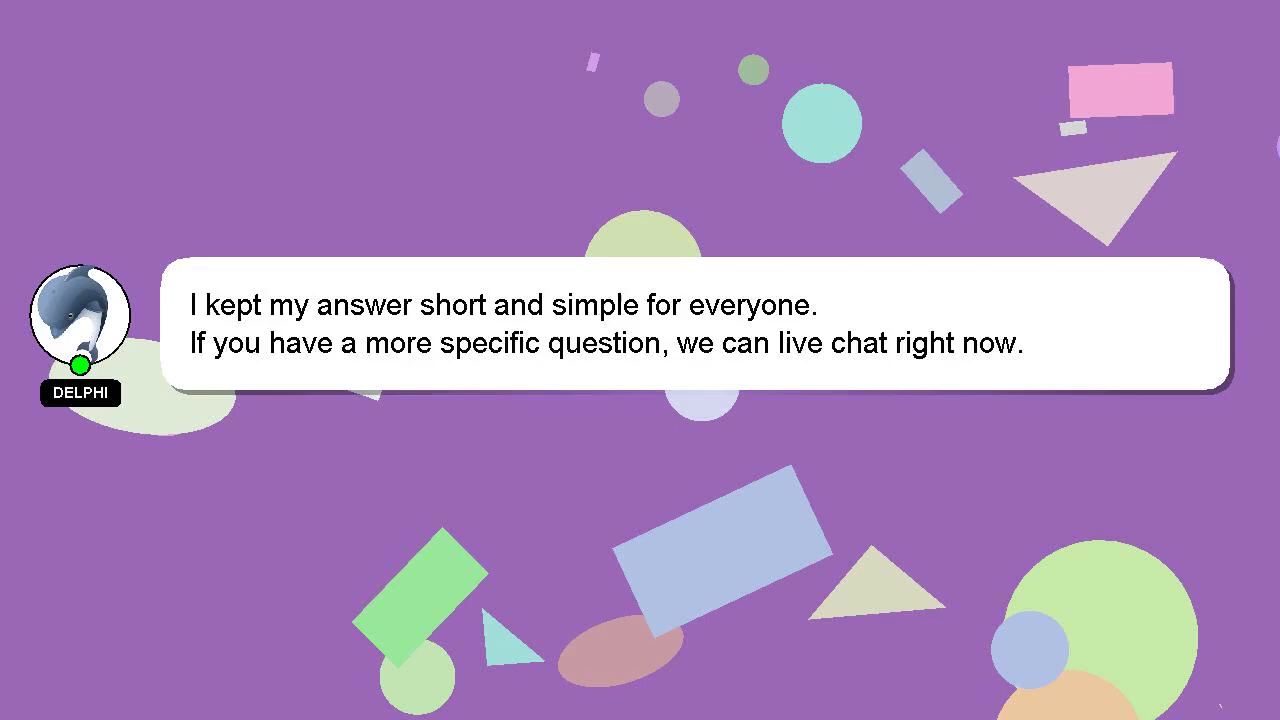 I kept my answer short and simple for everyone.
If you have a more specific question, we can live chat right now.
DELPHI